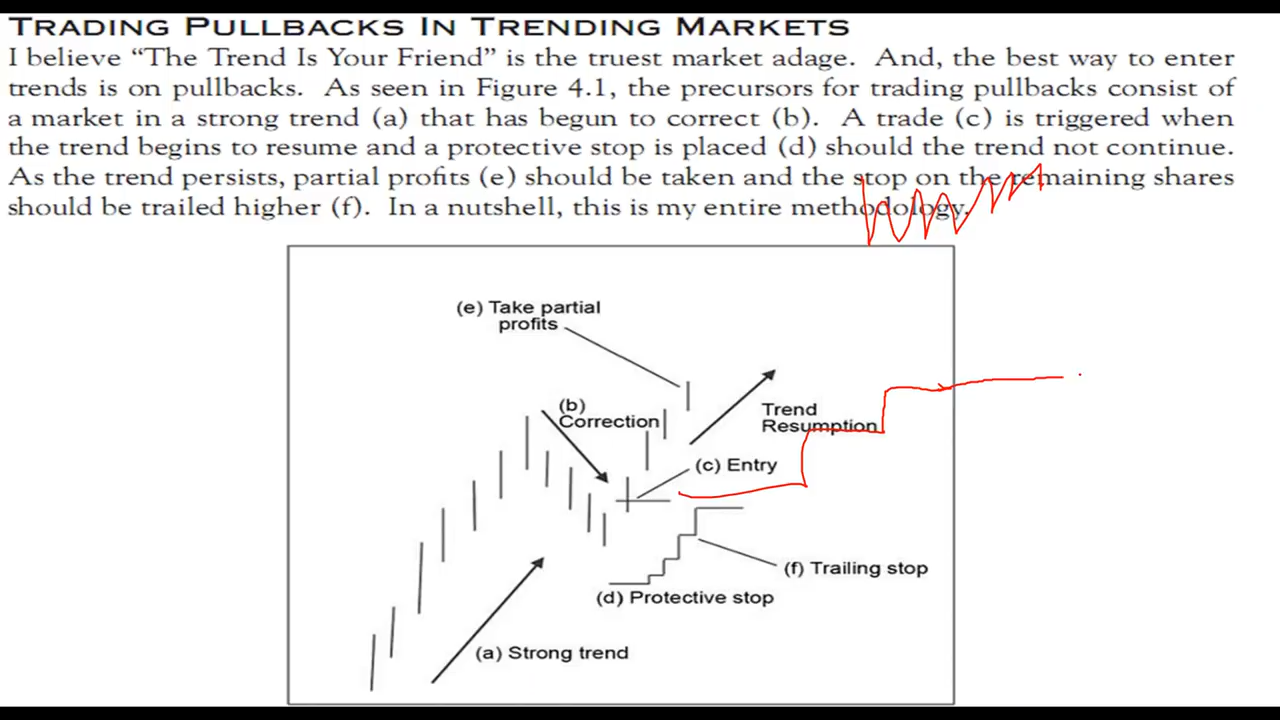 TRADING PULLBACKS IN TRENDING MARKETS
I believe “The Trend Is Your Friend” is the truest market adage. And, the best way to enter
trends is on pullbacks. As seen in Figure 4.1, the precursors for trading pullbacks consist of
a market in a strong trend (a) that has begun to correct (b). A trade (c) is triggered when
the trend begins to resume and a protective stop is placed (d) should the trend not continue.
As the trend persists, partial profits (e) should be taken and the stop on the remaining shares
should be trailed higher (f). In a nutshell, this is my entire methodology.
(e) Take partial
profits
(b)
Correction
Trend
Resumption
(c) Entry
(f) Trailing stop
(d) Protective stop
(a) Strong trend